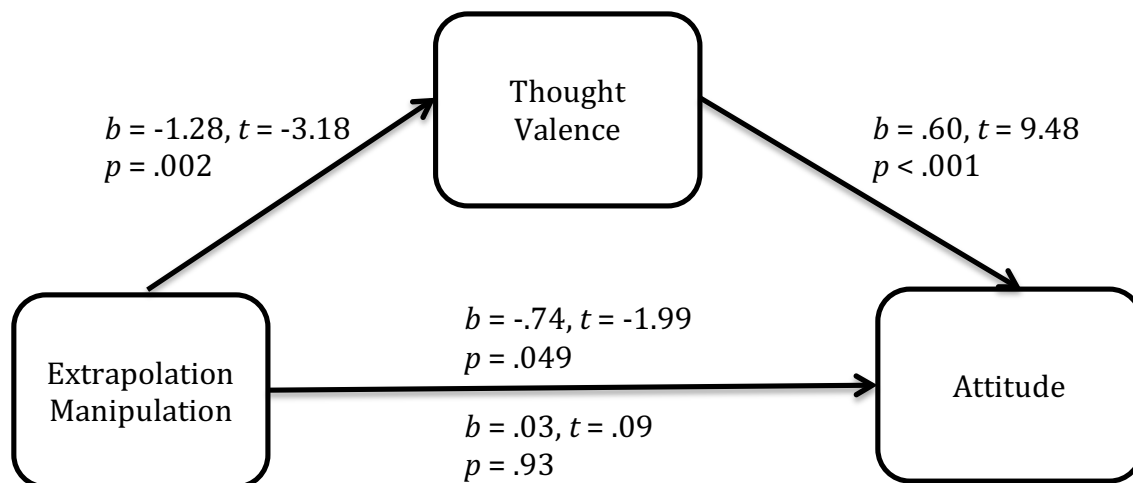 Thought
Valence
b = -1.28, t = -3.18
p = .002
b = .60, t = 9.48
p < .001
b = -.74, t = -1.99
p = .049
Extrapolation
Manipulation
Attitude
b = .03, t = .09
p = .93